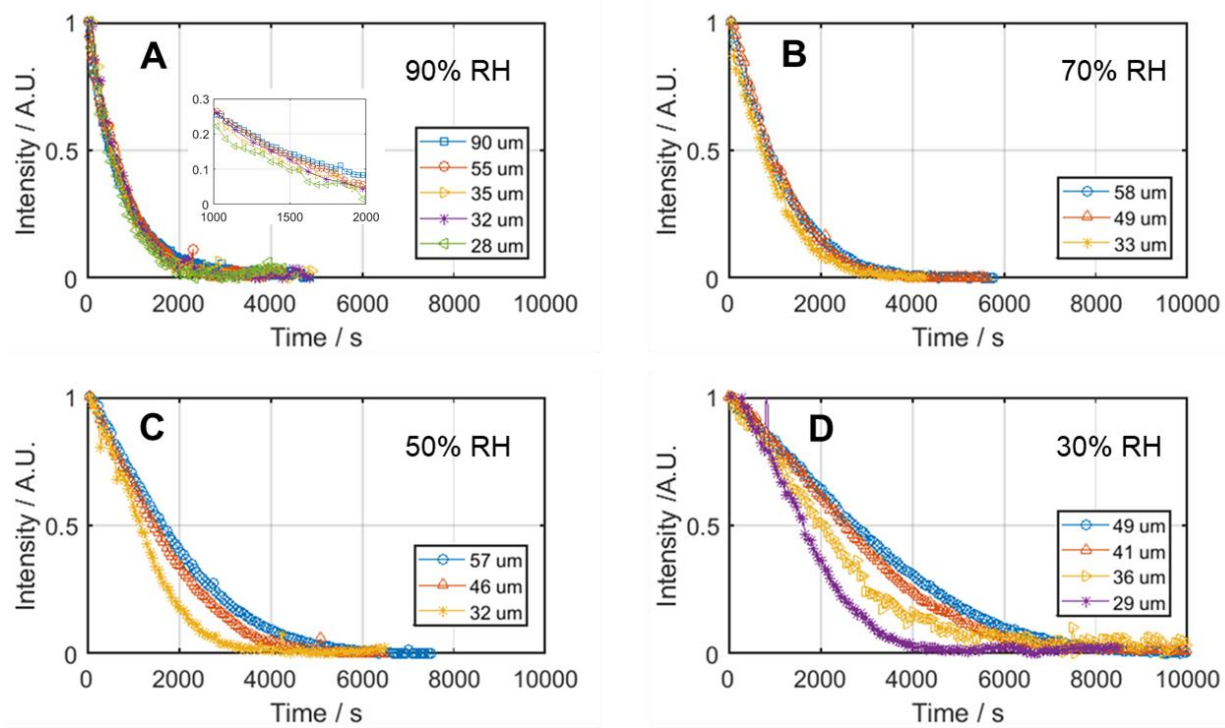 A
90% RH
Intensity / A.U.
1
0.5
0
0.3
0.2
0.1
0
1000 1500 2000
90 um
55 um
35 um
32 um
28 um
0 2000 4000 6000 8000 10000
Time / s
B
70% RH
Intensity / A.U.
1
0.5
0
58 um
49 um
33 um
0 2000 4000 6000 8000 10000
Time / s
C
50% RH
Intensity / A.U.
1
0.5
0
57 um
46 um
32 um
0 2000 4000 6000 8000 10000
Time / s
D
30% RH
Intensity /A.U.
1
0.5
0
49 um
41 um
36 um
29 um
0 2000 4000 6000 8000 10000
Time / s